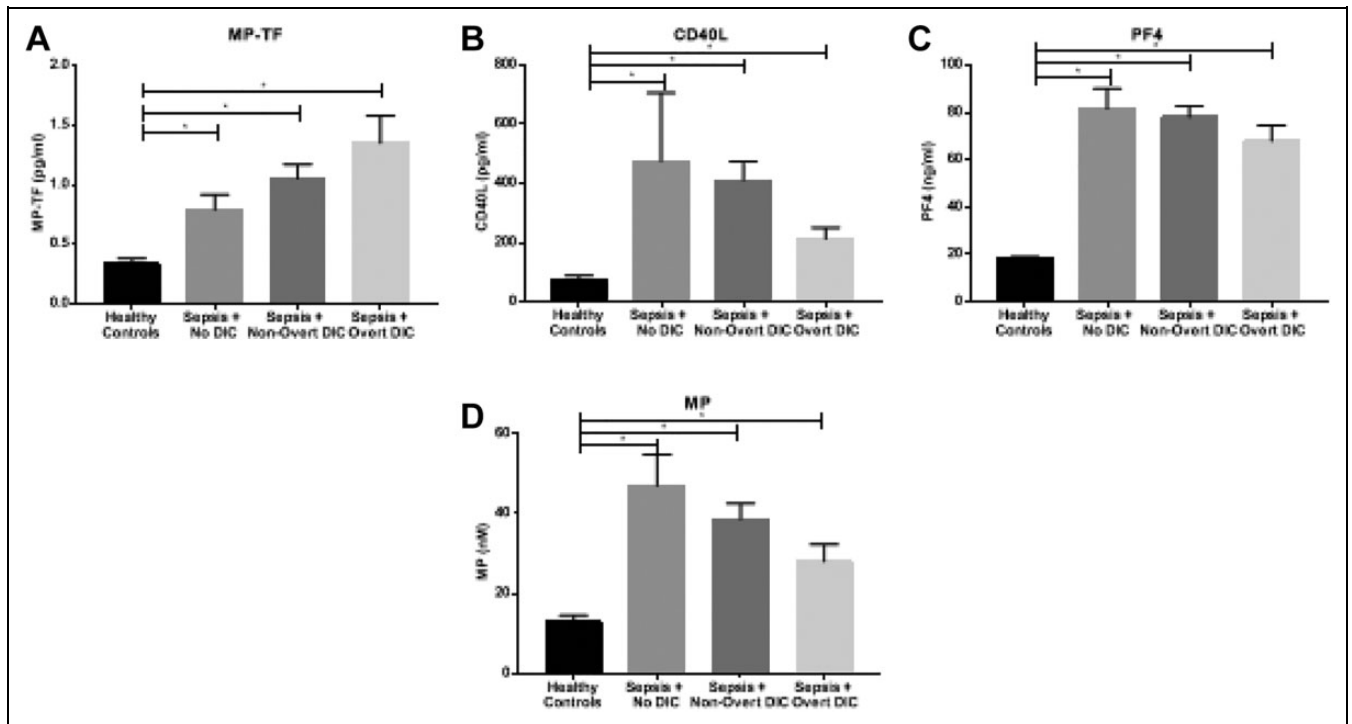 A
MP-TF
MP-TF (pg/ml)
2.0
1.5
1.0
0.5
0.0
*
*
*
Healthy Controls
Sepsis + No DIC
Sepsis + Non-Overt DIC
Sepsis + Overt DIC
B
CD40L
CD40L (pg/ml)
800
600
400
200
0
*
*
*
Healthy Controls
Sepsis + No DIC
Sepsis + Non-Overt DIC
Sepsis + Overt DIC
C
PF4
PF4 (ng/ml)
100
80
60
40
20
0
*
*
*
Healthy Controls
Sepsis + No DIC
Sepsis + Non-Overt DIC
Sepsis + Overt DIC
D
MP
MP (nM)
60
40
20
0
*
*
*
Healthy Controls
Sepsis + No DIC
Sepsis + Non-Overt DIC
Sepsis + Overt DIC